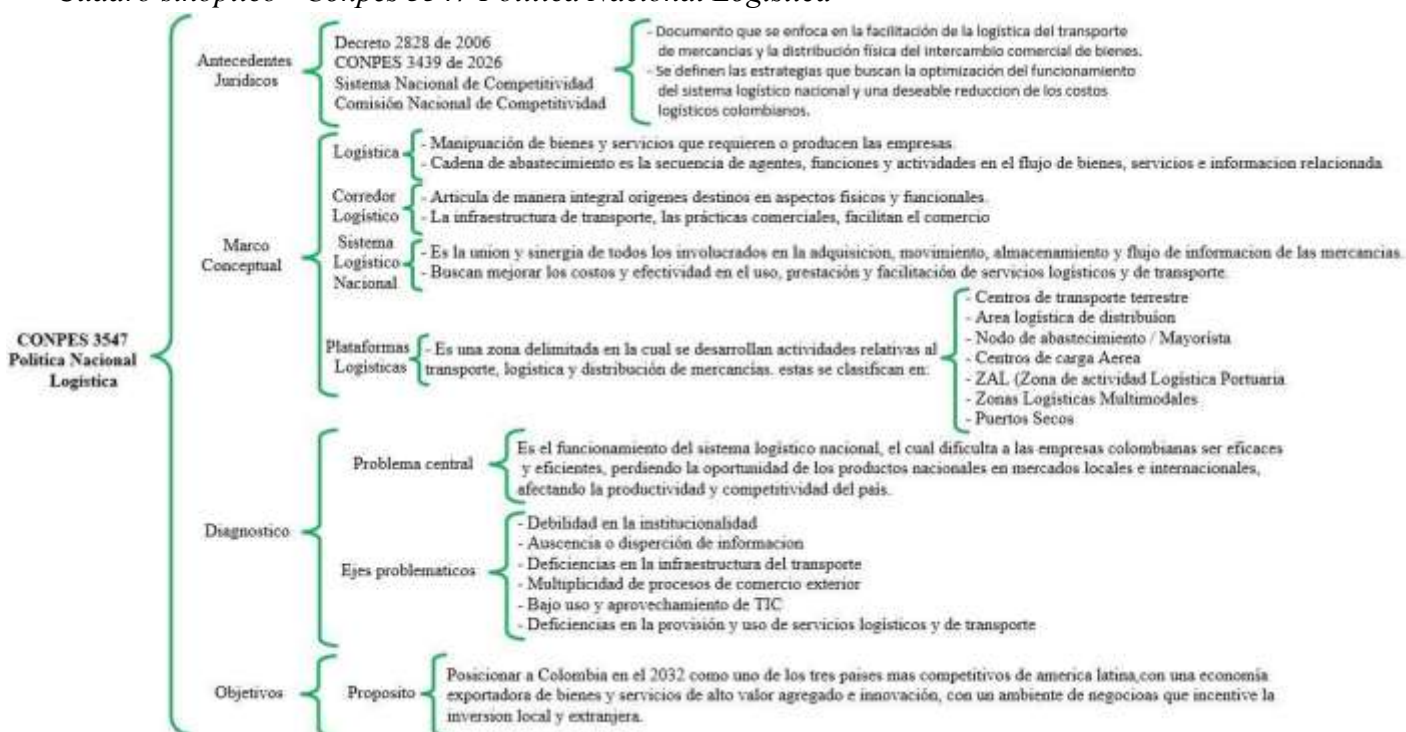 Cuadro sinóptico - Conpes 3547 Política Nacional Logística
CONPES 3547
Politica Nacional
Logística
Antecedentes
Juridicos
Decreto 2828 de 2006
CONPES 3439 de 2026
Sistema Nacional de Competitividad
Comisión Nacional de Competitividad
- Documento que se enfoca en la facilitación de la logística del transporte
de mercancias y la distribución física del intercambio comercial de bienes.
- Se definen las estrategias que buscan la optimización del funcionamiento
del sistema logístico nacional y una deseable reduccion de los costos
logísticos colombianos.
Marco
Conceptual
Logística
- Manipuación de bienes y servicios que requieren o producen las empresas.
- Cadena de abastecimiento es la secuencia de agentes, funciones y actividades en el flujo de bienes, servicios e informacion relacionada
Corredor
Logístico
- Articula de manera integral origenes destinos en aspectos fisicos y funcionales.
- La infraestructura de transporte, las prácticas comerciales, facilitan el comercio
Sistema
Logístico
Nacional
- Es la union y sinergia de todos los involucrados en la adquisicion, movimiento, almacenamiento y flujo de informacion de las mercancias.
- Buscan mejorar los costos y efectividad en el uso, prestación y facilitación de servicios logísticos y de transporte.
Plataformas
Logisticas
- Es una zona delimitada en la cual se desarrollan actividades relativas al
transporte, logística y distribución de mercancias. estas se clasifican en:
- Centros de transporte terrestre
- Area logística de distribuion
- Nodo de abastecimiento / Mayorista
- Centros de carga Aerea
- ZAL (Zona de actividad Logística Portuaria
- Zonas Logísticas Multimodales
- Puertos Secos
Diagnostico
Problema central
Es el funcionamiento del sistema logístico nacional, el cual dificulta a las empresas colombianas ser eficaces
y eficientes, perdiendo la oportunidad de los productos nacionales en mercados locales e internacionales,
afectando la productividad y competitividad del país.
Ejes problematicos
- Debilidad en la institucionalidad
- Auscencia o disperción de informacion
- Deficiencias en la infraestructura del transporte
- Multiplicidad de procesos de comercio exterior
- Bajo uso y aprovechamiento de TIC
- Deficiencias en la provisión y uso de servicios logísticos y de transporte
Objetivos
Proposito
Posicionar a Colombia en el 2032 como uno de los tres paises mas competitivos de america latina,con una economía
exportadora de bienes y servicios de alto valor agregado e innovación, con un ambiente de negocioas que incentive la
inversion local y extranjera.